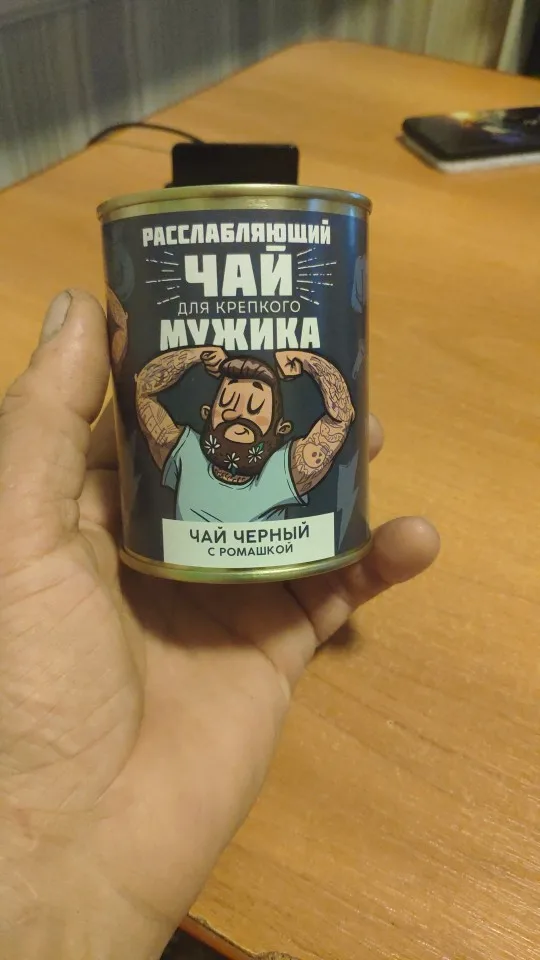 РАССЛАБЛЯЮЩИЙ
ЧАЙ
ДЛЯ КРЕПКОГО
МУЖИКА
ЧАЙ ЧЕРНЫЙ
С РОМАШКОЙ